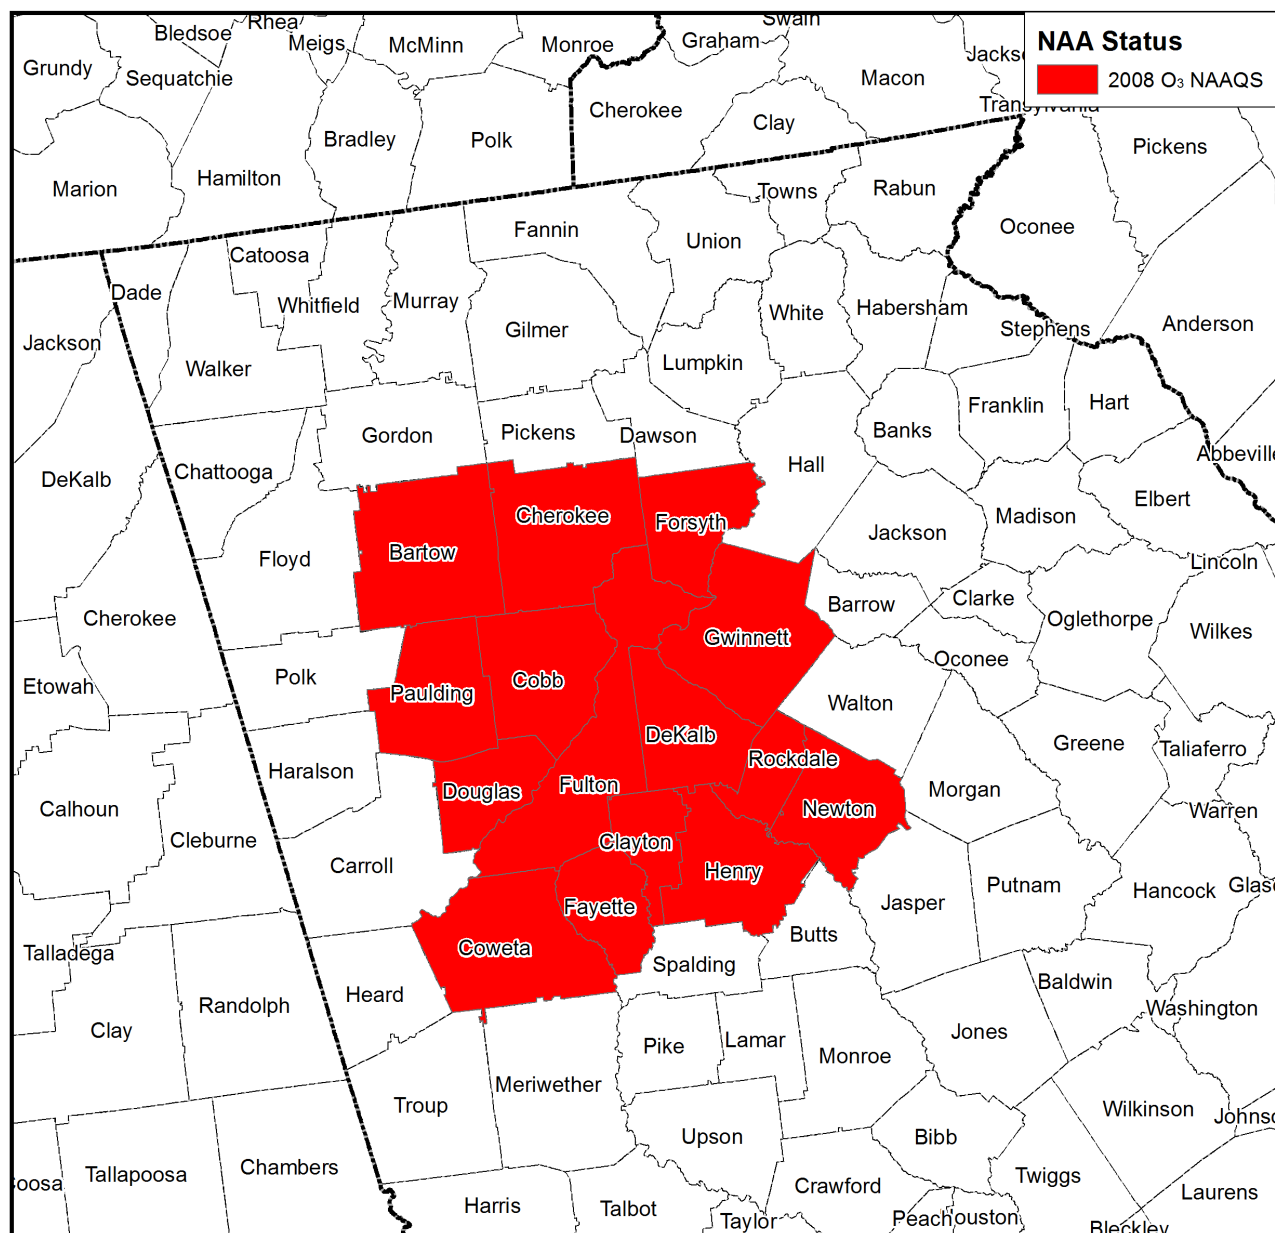 Swain
Rhea
Bledsoe
Meigs
McMinn
Monroe
Graham
NAA Status
Grundy
Sequatchie
Macon
2008 O₃ NAAQS
Cherokee
Transylvania
Clay
Bradley
Polk
Pickens
Marion
Hamilton
Towns
Rabun
Fannin
Union
Oconee
Catoosa
Dade
Whitfield
Murray
White
Habersham
Jackson
Gilmer
Stephens
Anderson
Walker
Lumpkin
Gordon
Pickens
Dawson
Banks
Franklin
Hart
Chattooga
Hall
DeKalb
Elbert
Cherokee
Forsyth
Jackson
Madison
Bartow
Floyd
Lincoln
Cherokee
Barrow
Clarke
Oglethorpe
Wilkes
Gwinnett
Oconee
Etowah
Polk
Paulding
Cobb
Walton
DeKalb
Greene
Taliaferro
Haralson
Rockdale
Douglas
Fulton
Morgan
Calhoun
Newton
Warren
Cleburne
Clayton
Carroll
Henry
Putnam
Hancock
Fayette
Jasper
Coweta
Butts
Talladega
Spalding
Baldwin
Randolph
Heard
Washington
Clay
Pike
Lamar
Monroe
Jones
Meriwether
Troup
Wilkinson
Upson
Bibb
Chambers
Tallapoosa
Twiggs
Crawford
Laurens
Harris
Talbot
Taylor
Peach
Bleckley